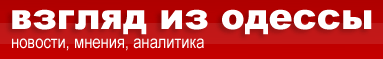 взгляд из одессы
новости, мнения, аналитика